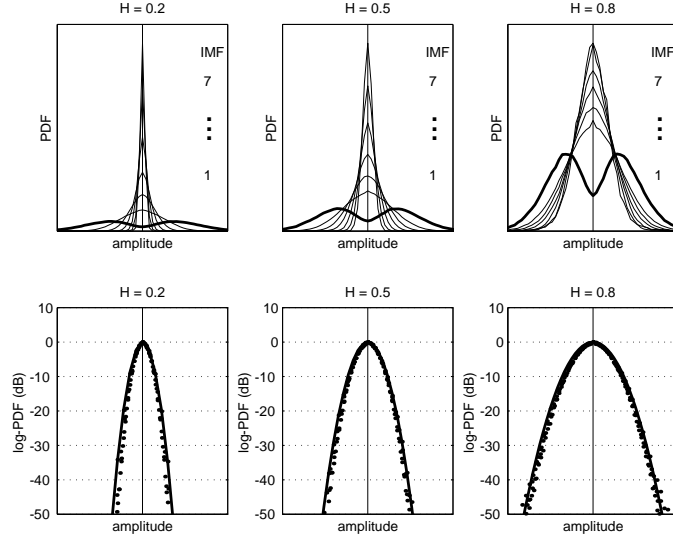 H = 0.2
H = 0.5
H = 0.8
PDF
IMF
7
⋮
1
amplitude
PDF
IMF
7
⋮
1
amplitude
PDF
IMF
7
⋮
1
amplitude
H = 0.2
H = 0.5
H = 0.8
log-PDF (dB)
10
0
-10
-20
-30
-40
-50
amplitude
log-PDF (dB)
10
0
-10
-20
-30
-40
-50
amplitude
log-PDF (dB)
10
0
-10
-20
-30
-40
-50
amplitude